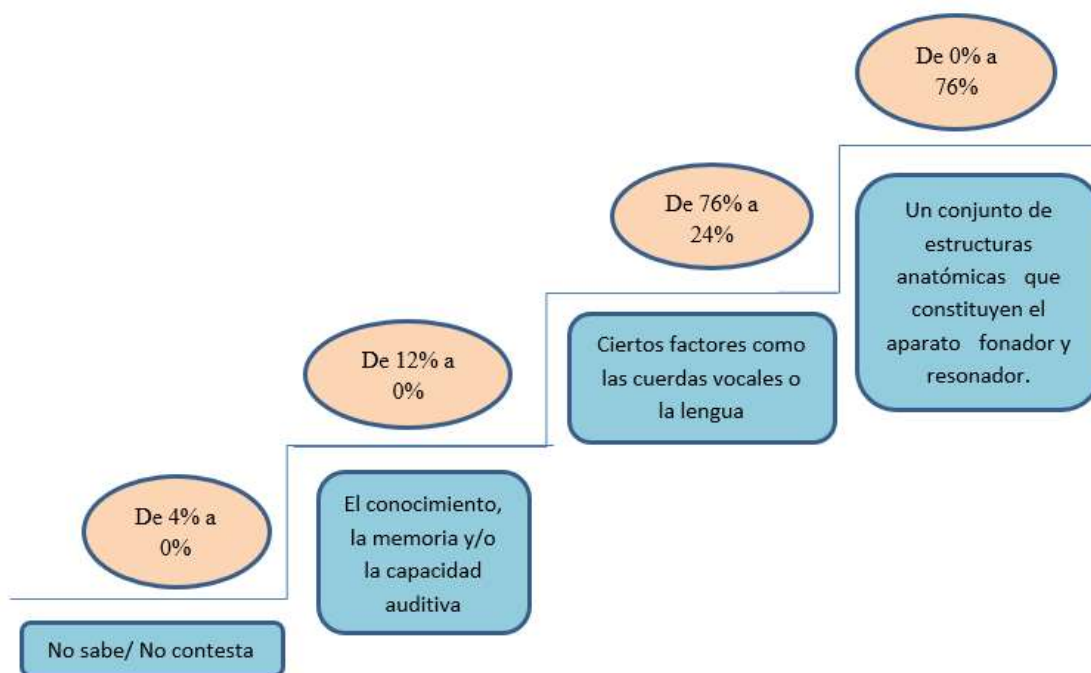 De 0% a
76%
De 76% a
24%
Un conjunto de
estructuras
anatómicas que
constituyen el
aparato fonador y
resonador.
De 12% a
0%
Ciertos factores como
las cuerdas vocales o
la lengua
De 4% a
0%
El conocimiento,
la memoria y/o
la capacidad
auditiva
No sabe/ No contesta